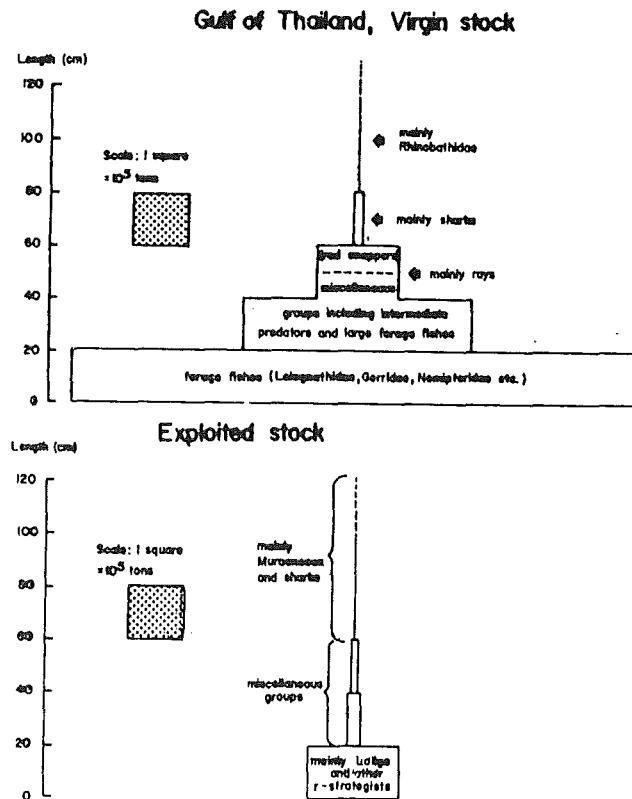 Gulf of Thailand, Virgin stock
Length (cm)
120
100
80
60
40
20
0
Scale: 1 square
= 10⁵ tons
mainly
Rhinobathidae
mainly sharks
(red snappers)
miscellaneous
mainly rays
groups including intermediate
predators and large forage fishes
forage fishes (Leiognathidae, Gerridae, Nemipteridae etc.)
Exploited stock
Length (cm)
120
100
80
60
40
20
0
Scale: 1 square
= 10⁵ tons
mainly
Muraenesox
and sharks
miscellaneous
groups
mainly Loligo
and other
r-strategists